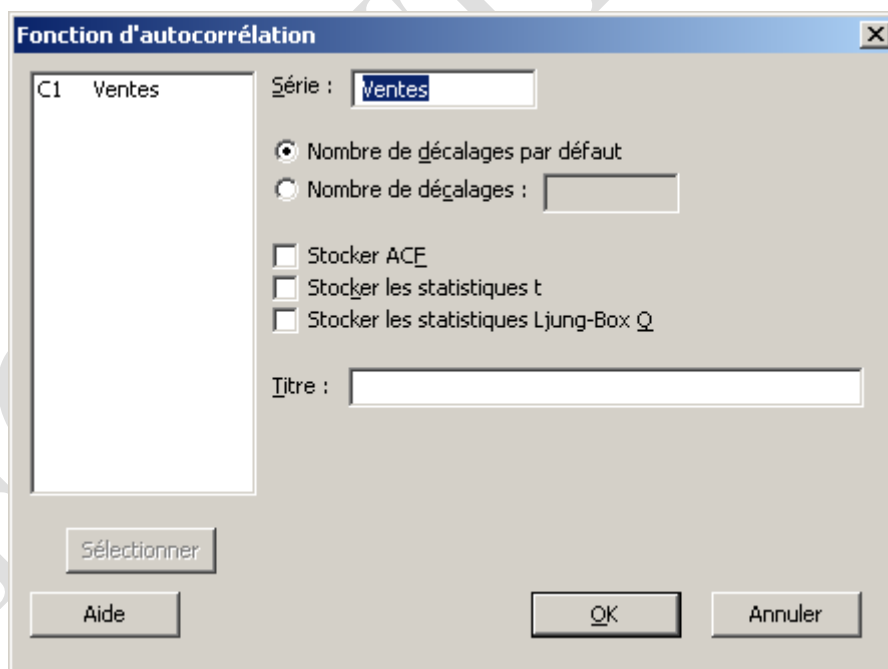 Fonction d'autocorrélation
C1 Ventes
Série : Ventes
Nombre de décalages par défaut
Nombre de décalages :
Stocker ACF
Stocker les statistiques t
Stocker les statistiques Ljung-Box Q
Titre :
Sélectionner
Aide
OK
Annuler